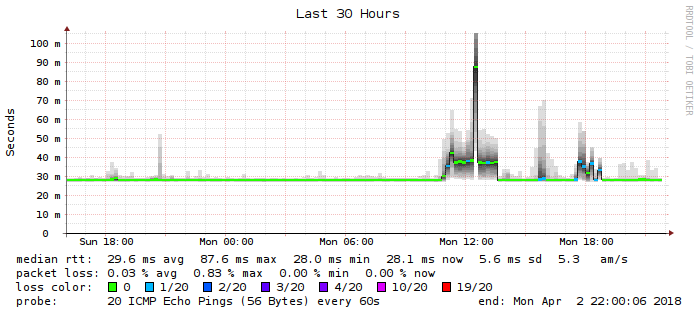 Last 30 Hours
RRDTOOL / TOBI OETIKER
Seconds
100 m
90 m
80 m
70 m
60 m
50 m
40 m
30 m
20 m
10 m
0
Sun 18:00 Mon 00:00 Mon 06:00 Mon 12:00 Mon 18:00
median rtt: 29.6 ms avg 87.6 ms max 28.0 ms min 28.1 ms now 5.6 ms sd 5.3 am/s
packet loss: 0.03 % avg 0.83 % max 0.00 % min 0.00 % now
loss color: 0 1/20 2/20 3/20 4/20 10/20 19/20
probe: 20 ICMP Echo Pings (56 Bytes) every 60s end: Mon Apr 2 22:00:06 2018